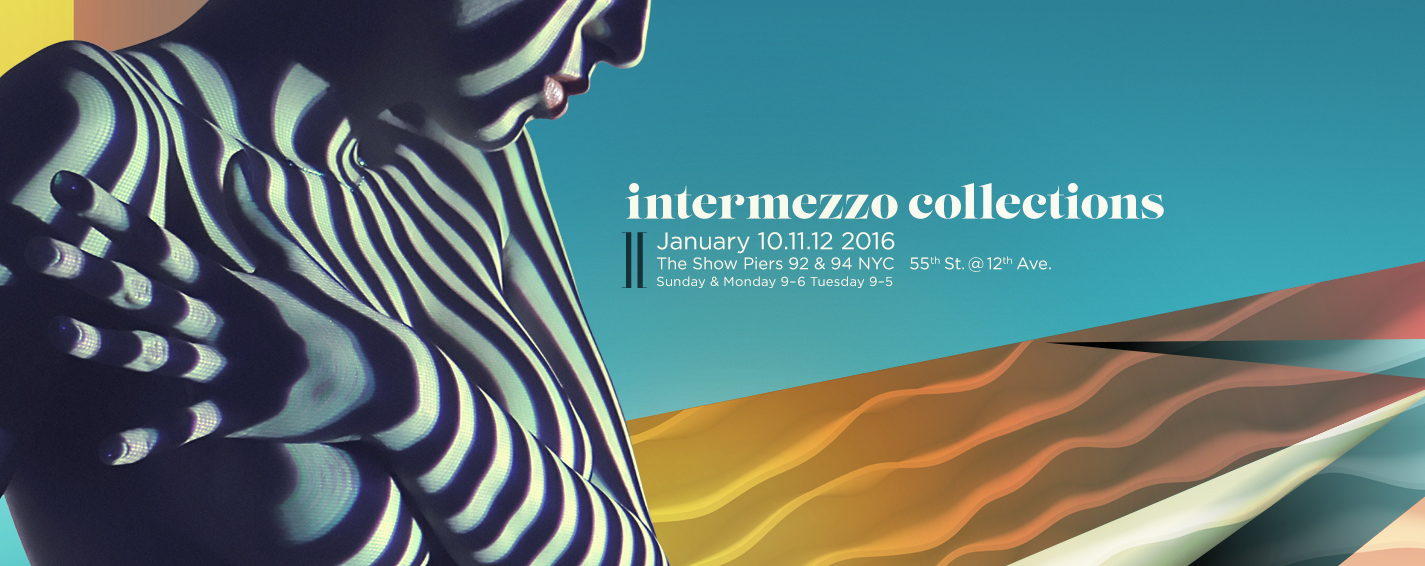 intermezzo collections
January 10.11.12 2016
The Show Piers 92 & 94 NYC 55th St. @ 12th Ave.
Sunday & Monday 9–6 Tuesday 9–5